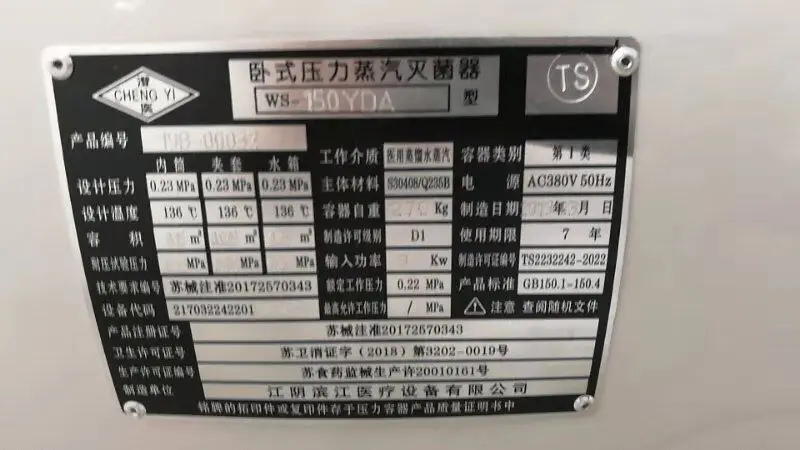 澄
CHENG YI
医
卧式压力蒸汽灭菌器
WS-150YDA 型
TS
产品编号
内筒 夹套 水箱
设计压力 0.23 MPa 0.23 MPa 0.23 MPa
设计温度 136 ℃ 136 ℃ 136 ℃
容积 m³ m³ m³
耐压试验压力 MPa MPa MPa
技术要求编号 苏械注准20172570343
设备代码 217032242201
工作介质 医用蒸馏水蒸汽
主体材料 S30408/Q235B
容器自重 Kg
制造许可级别 D1
输入功率 Kw
额定工作压力 0.22 MPa
最高允许工作压力 / MPa
容器类别 第Ⅰ类
电源 AC380V 50Hz
制造日期 年 月 日
使用期限 7 年
制造许可证编号 TS2232242-2022
产品标准 GB150.1-150.4
注意 查阅随机文件
产品注册证号 苏械注准20172570343
卫生许可证号 苏卫消证字（2018）第3202-0019号
生产许可证号 苏食药监械生产许20010161号
制造单位 江阴滨江医疗设备有限公司
铭牌的拓印件或复印件存于压力容器产品质量证明书中